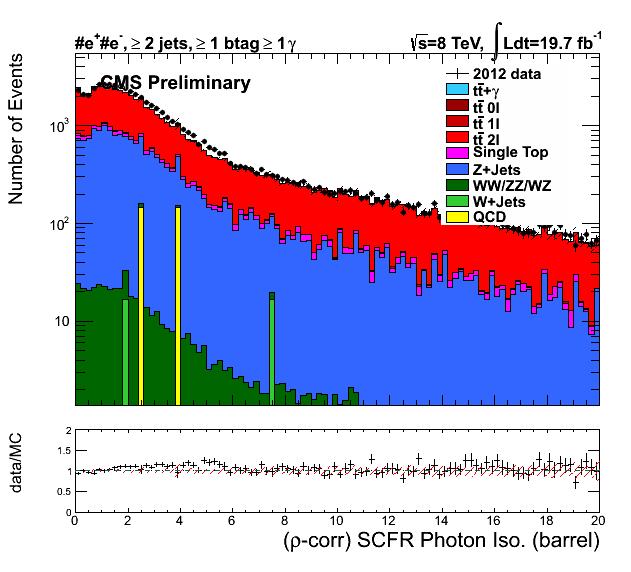 #e⁺#e⁻, ≥ 2 jets, ≥ 1 btag ≥ 1 γ
√s=8 TeV, ∫ Ldt=19.7 fb⁻¹
CMS Preliminary
2012 data
tt̄+γ
tt̄ 0l
tt̄ 1l
tt̄ 2l
Single Top
Z+Jets
WW/ZZ/WZ
W+Jets
QCD
Number of Events
10³
10²
10
data/MC
2
1.5
1
0.5
0
0 2 4 6 8 10 12 14 16 18 20
(ρ-corr) SCFR Photon Iso. (barrel)